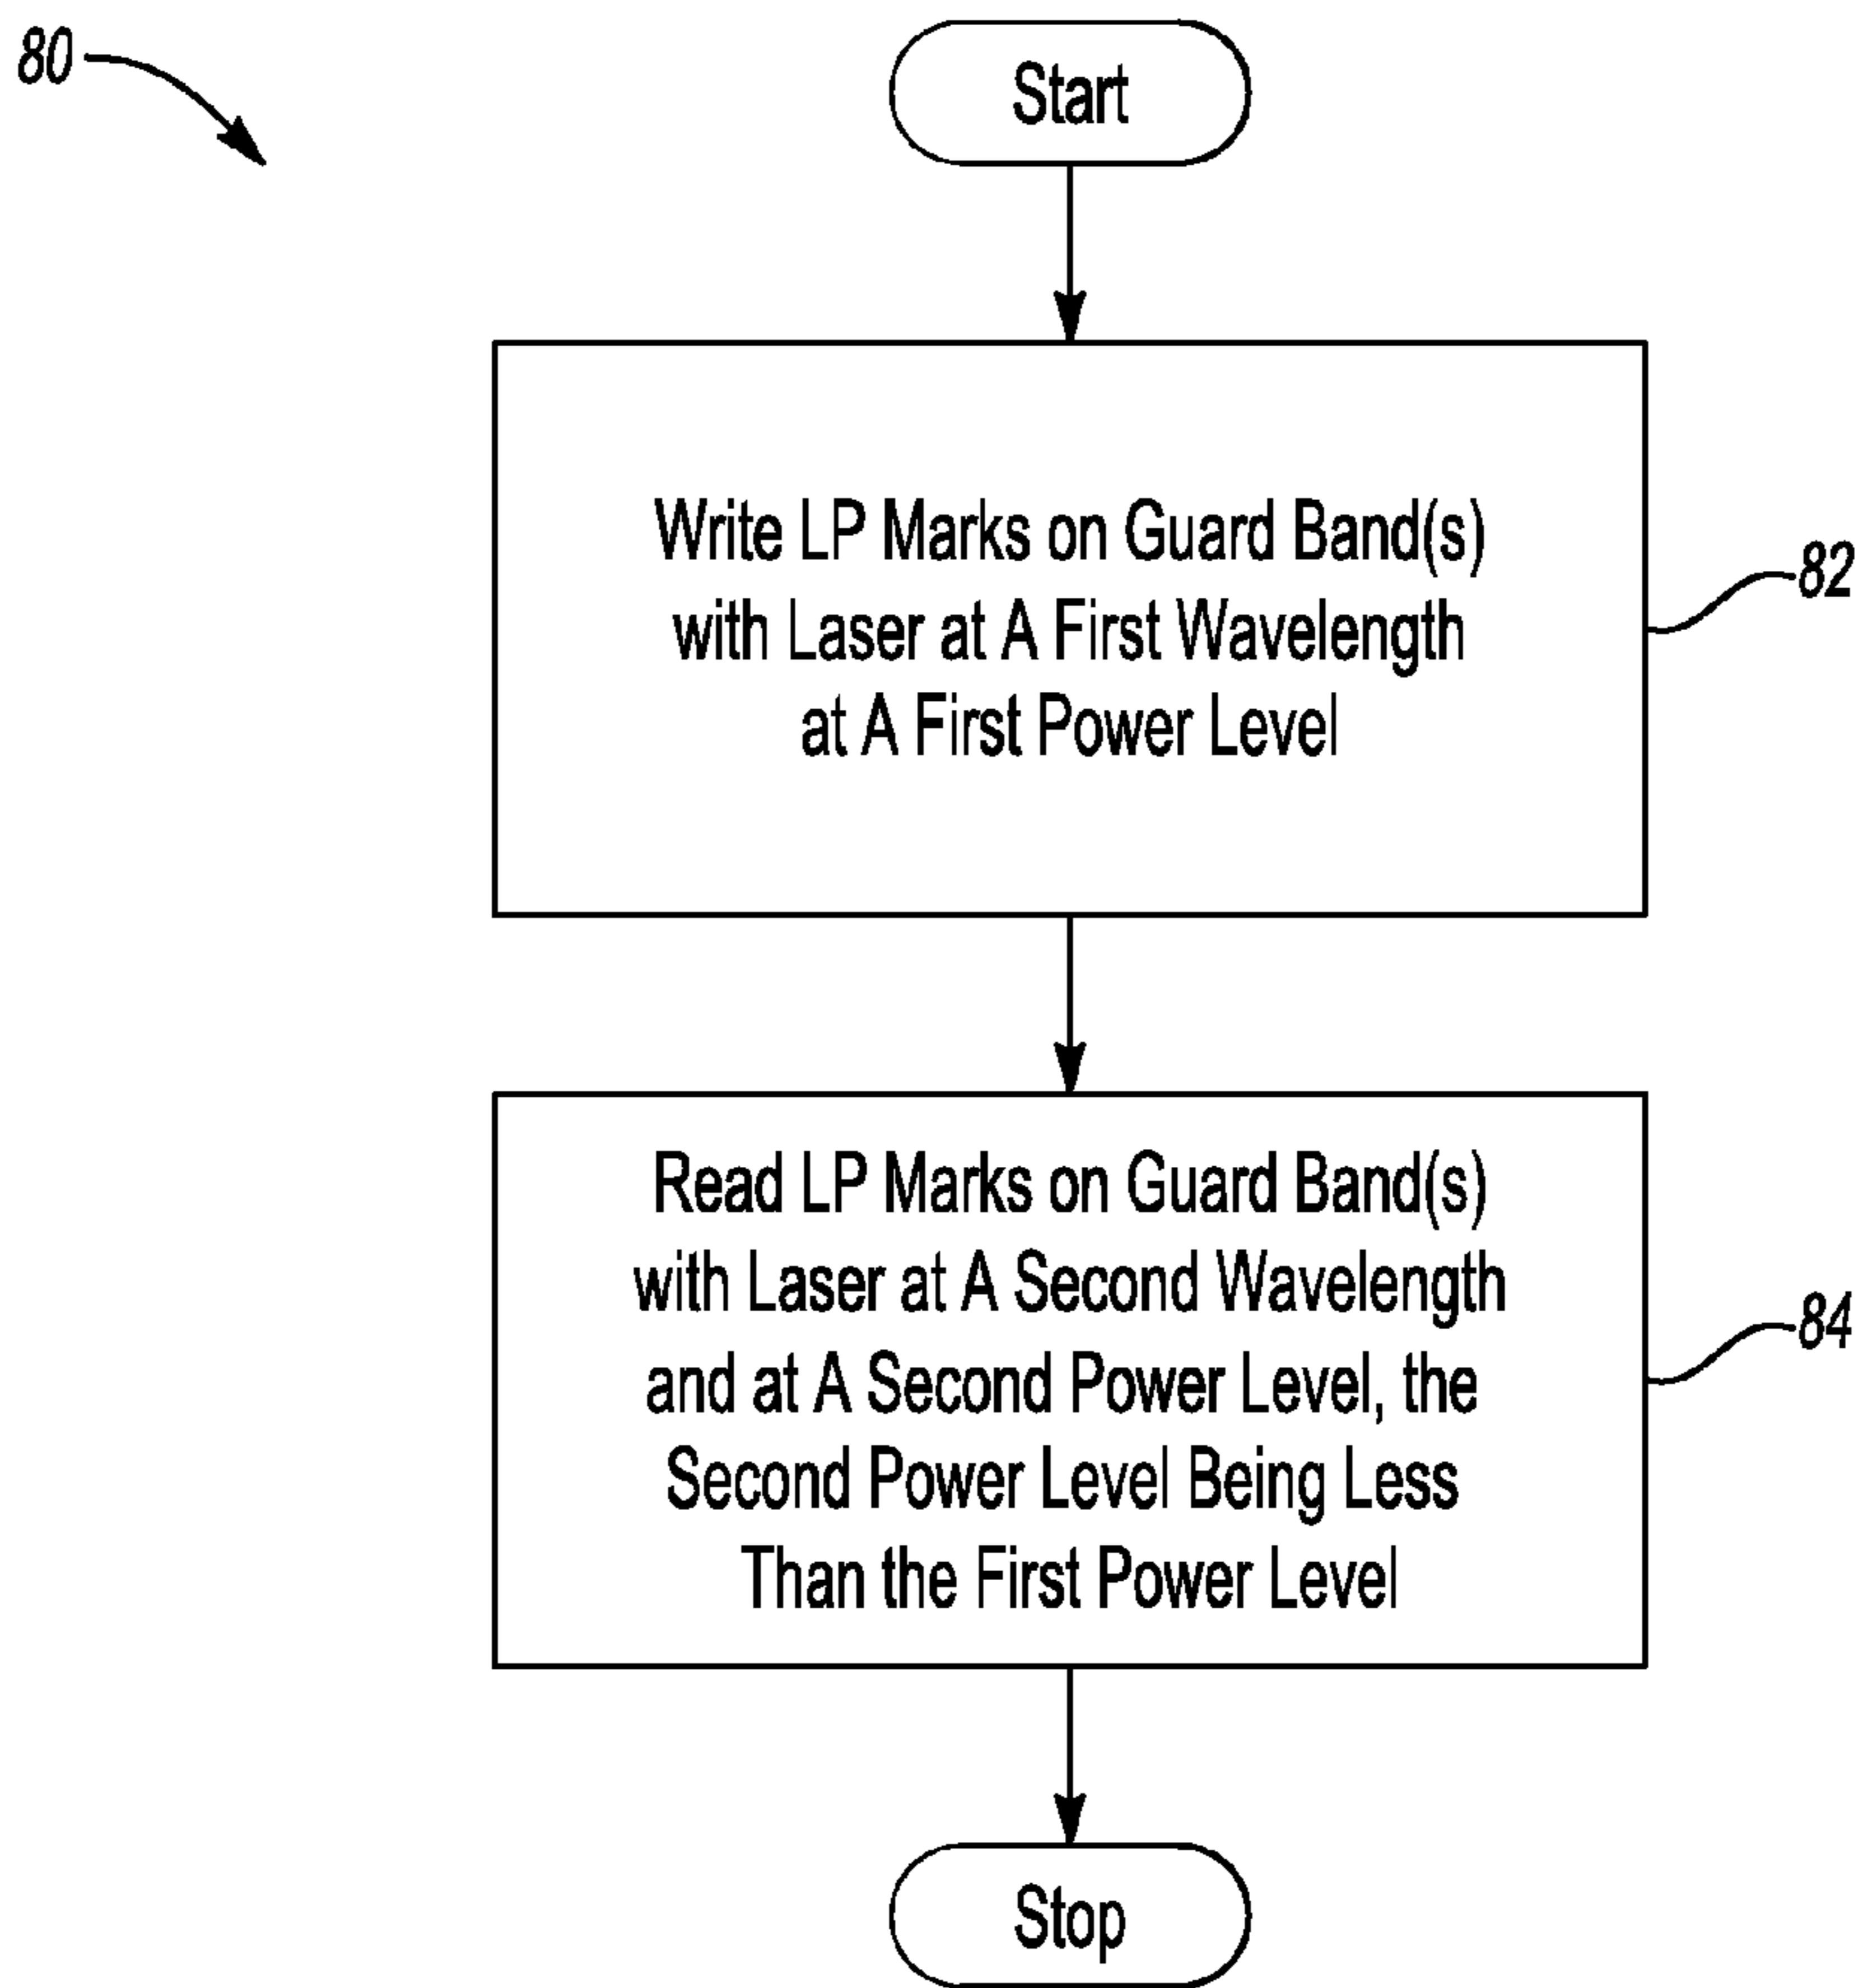 80
Start
Write LP Marks on Guard Band(s)
with Laser at A First Wavelength
at A First Power Level
82
Read LP Marks on Guard Band(s)
with Laser at A Second Wavelength
and at A Second Power Level, the
Second Power Level Being Less
Than the First Power Level
84
Stop